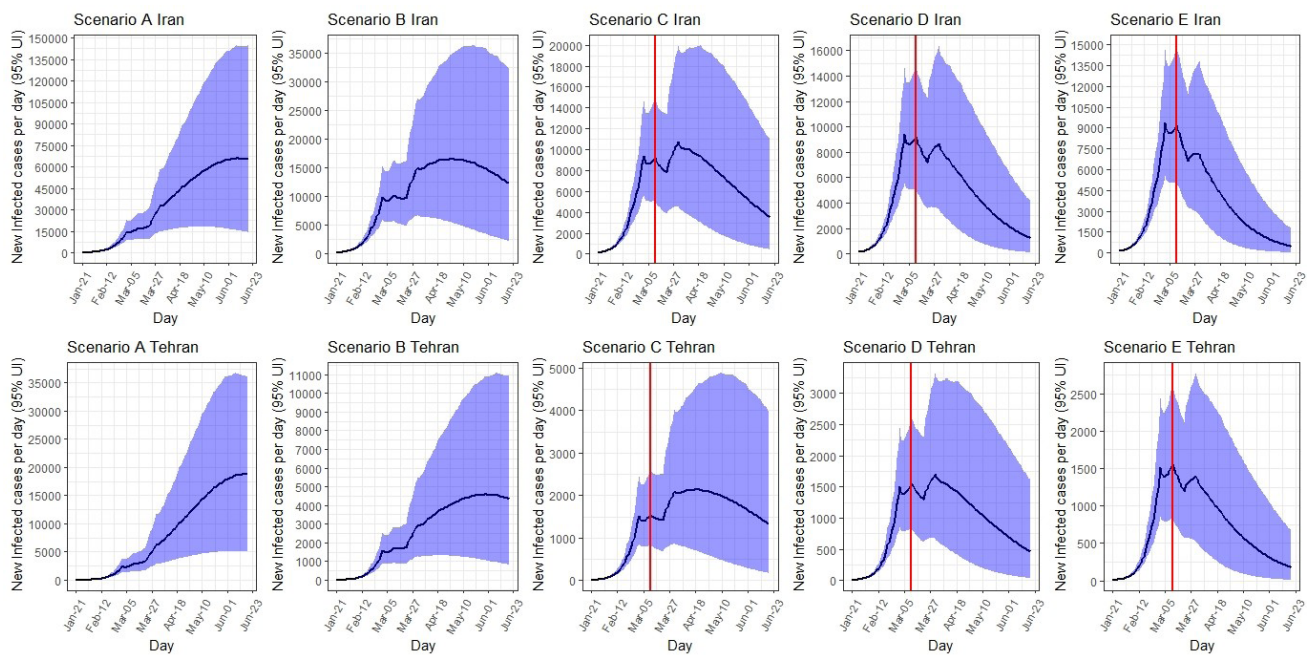 Scenario A Iran
New Infected cases per day (95% UI)
150000
135000
120000
105000
90000
75000
60000
45000
30000
15000
0
Jan-21
Feb-12
Mar-05
Mar-27
Apr-18
May-10
Jun-01
Jun-23
Day
Scenario B Iran
New Infected cases per day (95% UI)
35000
30000
25000
20000
15000
10000
5000
0
Jan-21
Feb-12
Mar-05
Mar-27
Apr-18
May-10
Jun-01
Jun-23
Day
Scenario C Iran
New Infected cases per day (95% UI)
20000
18000
16000
14000
12000
10000
8000
6000
4000
2000
0
Jan-21
Feb-12
Mar-05
Mar-27
Apr-18
May-10
Jun-01
Jun-23
Day
Scenario D Iran
New Infected cases per day (95% UI)
16000
14000
12000
10000
8000
6000
4000
2000
0
Jan-21
Feb-12
Mar-05
Mar-27
Apr-18
May-10
Jun-01
Jun-23
Day
Scenario E Iran
New Infected cases per day (95% UI)
15000
13500
12000
10500
9000
7500
6000
4500
3000
1500
0
Jan-21
Feb-12
Mar-05
Mar-27
Apr-18
May-10
Jun-01
Jun-23
Day
Scenario A Tehran
New Infected cases per day (95% UI)
35000
30000
25000
20000
15000
10000
5000
0
Jan-21
Feb-12
Mar-05
Mar-27
Apr-18
May-10
Jun-01
Jun-23
Day
Scenario B Tehran
New Infected cases per day (95% UI)
11000
10000
9000
8000
7000
6000
5000
4000
3000
2000
1000
0
Jan-21
Feb-12
Mar-05
Mar-27
Apr-18
May-10
Jun-01
Jun-23
Day
Scenario C Tehran
New Infected cases per day (95% UI)
5000
4000
3000
2000
1000
0
Jan-21
Feb-12
Mar-05
Mar-27
Apr-18
May-10
Jun-01
Jun-23
Day
Scenario D Tehran
New Infected cases per day (95% UI)
3000
2500
2000
1500
1000
500
0
Jan-21
Feb-12
Mar-05
Mar-27
Apr-18
May-10
Jun-01
Jun-23
Day
Scenario E Tehran
New Infected cases per day (95% UI)
2500
2000
1500
1000
500
0
Jan-21
Feb-12
Mar-05
Mar-27
Apr-18
May-10
Jun-01
Jun-23
Day